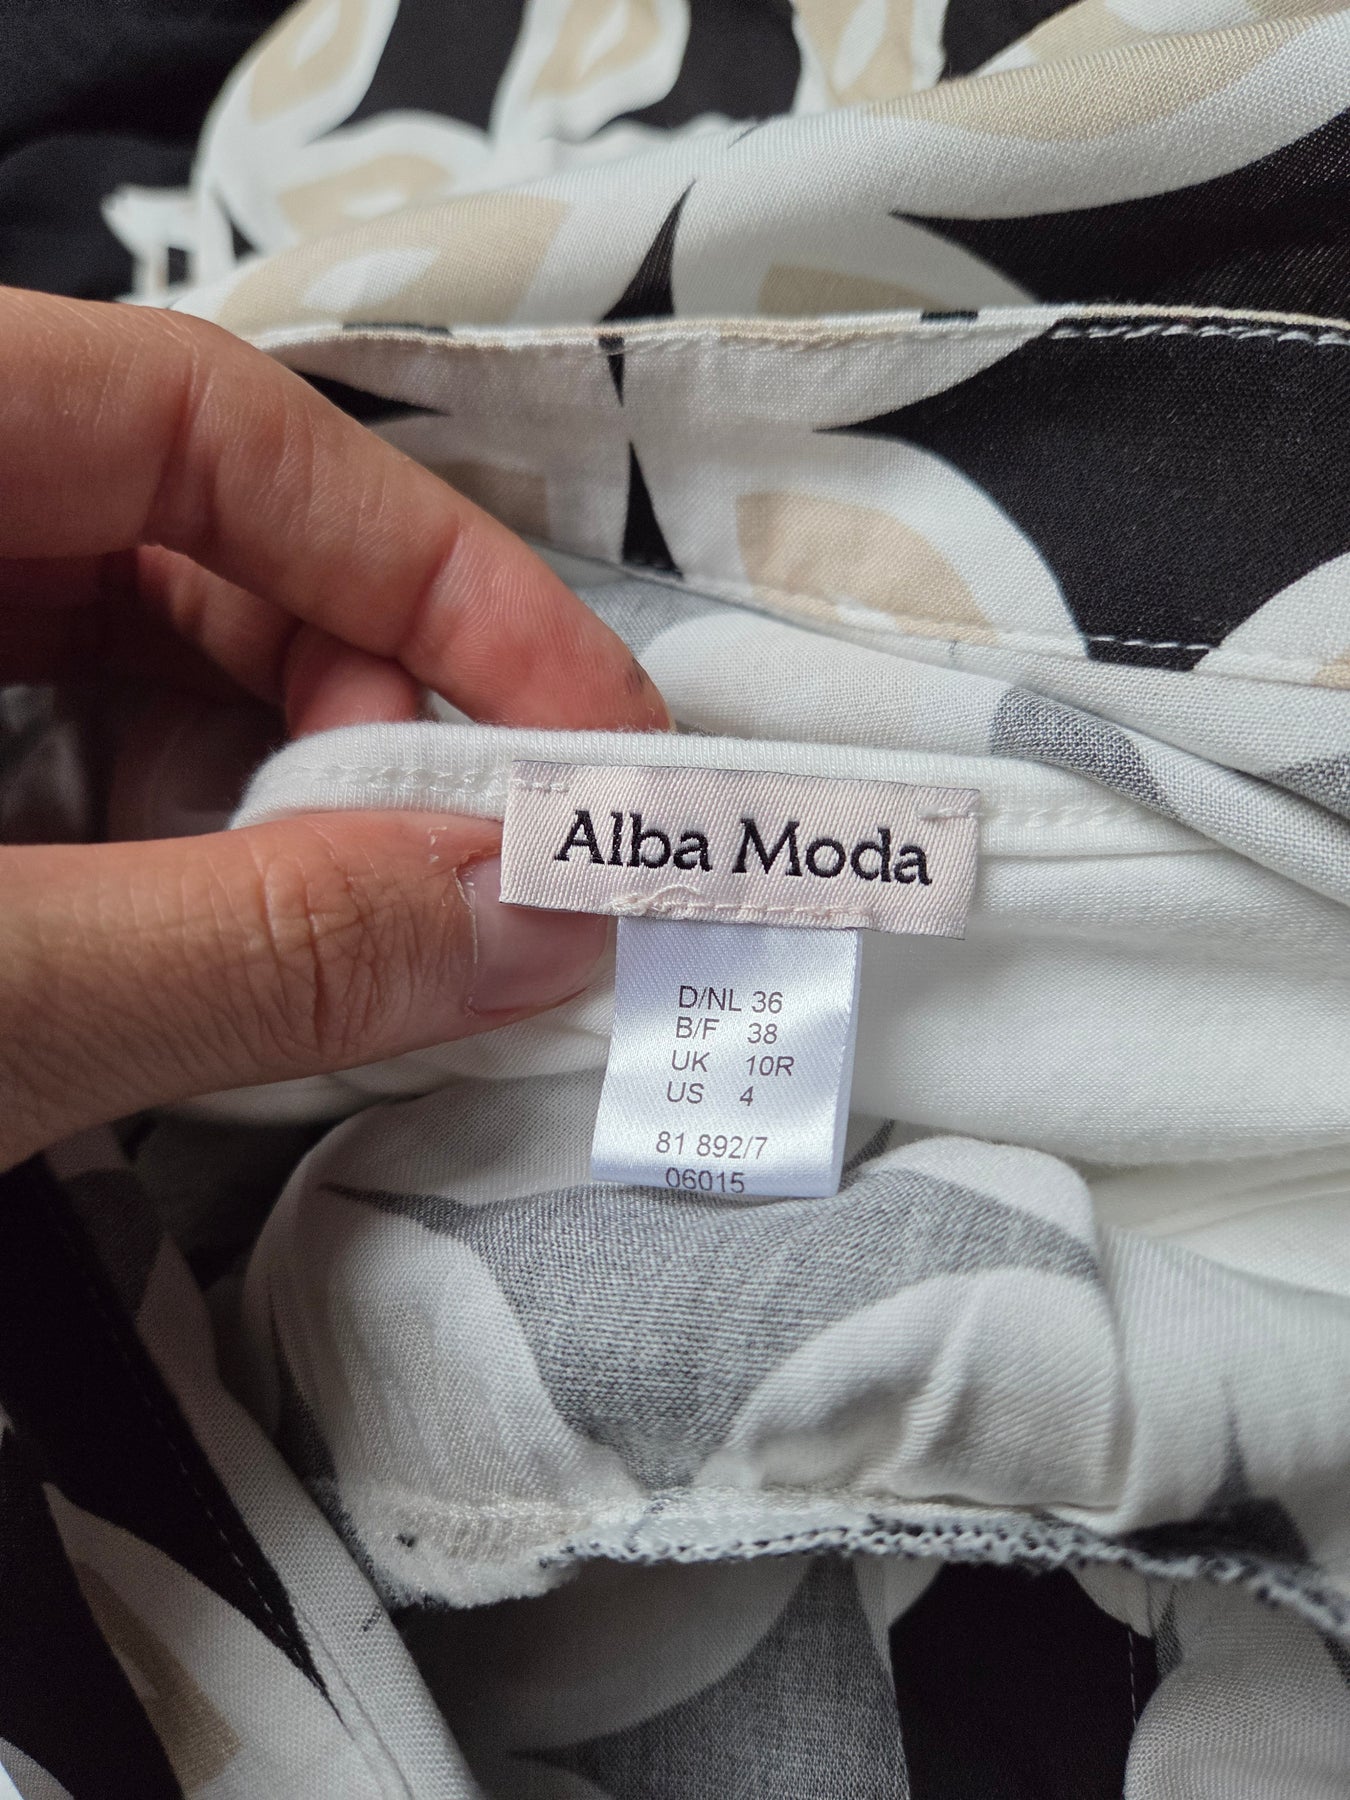 Alba Moda
D/NL 36
B/F 38
UK 10R
US 4
81 892/7
06015